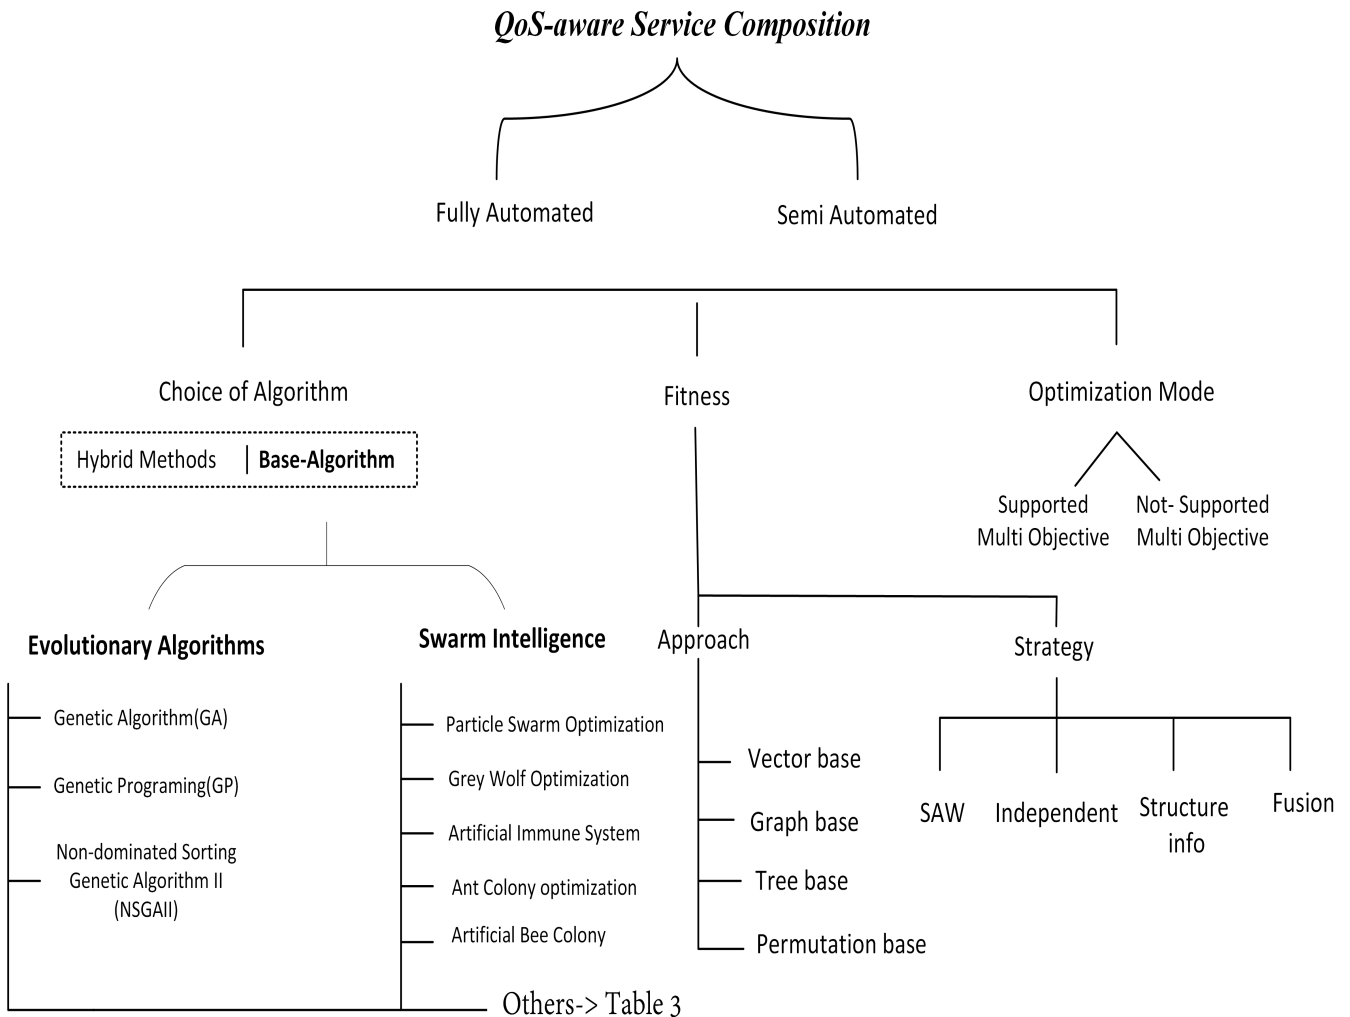 QoS-aware Service Composition
Fully Automated
Semi Automated
Choice of Algorithm
Fitness
Optimization Mode
Hybrid Methods | Base-Algorithm
Supported
Multi Objective
Not- Supported
Multi Objective
Evolutionary Algorithms
Swarm Intelligence
Approach
Strategy
Genetic Algorithm(GA)
Genetic Programing(GP)
Non-dominated Sorting
Genetic Algorithm II
(NSGAII)
Particle Swarm Optimization
Grey Wolf Optimization
Artificial Immune System
Ant Colony optimization
Artificial Bee Colony
Others-> Table 3
Vector base
Graph base
Tree base
Permutation base
SAW
Independent
Structure
info
Fusion